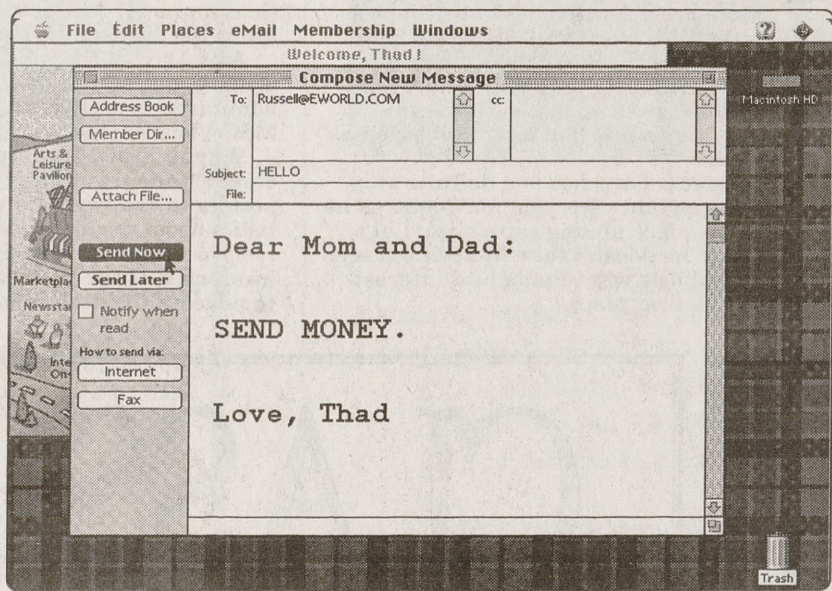 File Edit Places eMail Membership Windows
Welcome, Thad!
Compose New Message
Macintosh HD
Address Book
Member Dir...
Attach File...
Send Now
Send Later
Notify when
read
How to send via:
Internet
Fax
To: Russell@EWORLD.COM
cc:
Subject: HELLO
File:
Dear Mom and Dad:
SEND MONEY.
Love, Thad
Arts &
Leisure
Pavilion
Trash